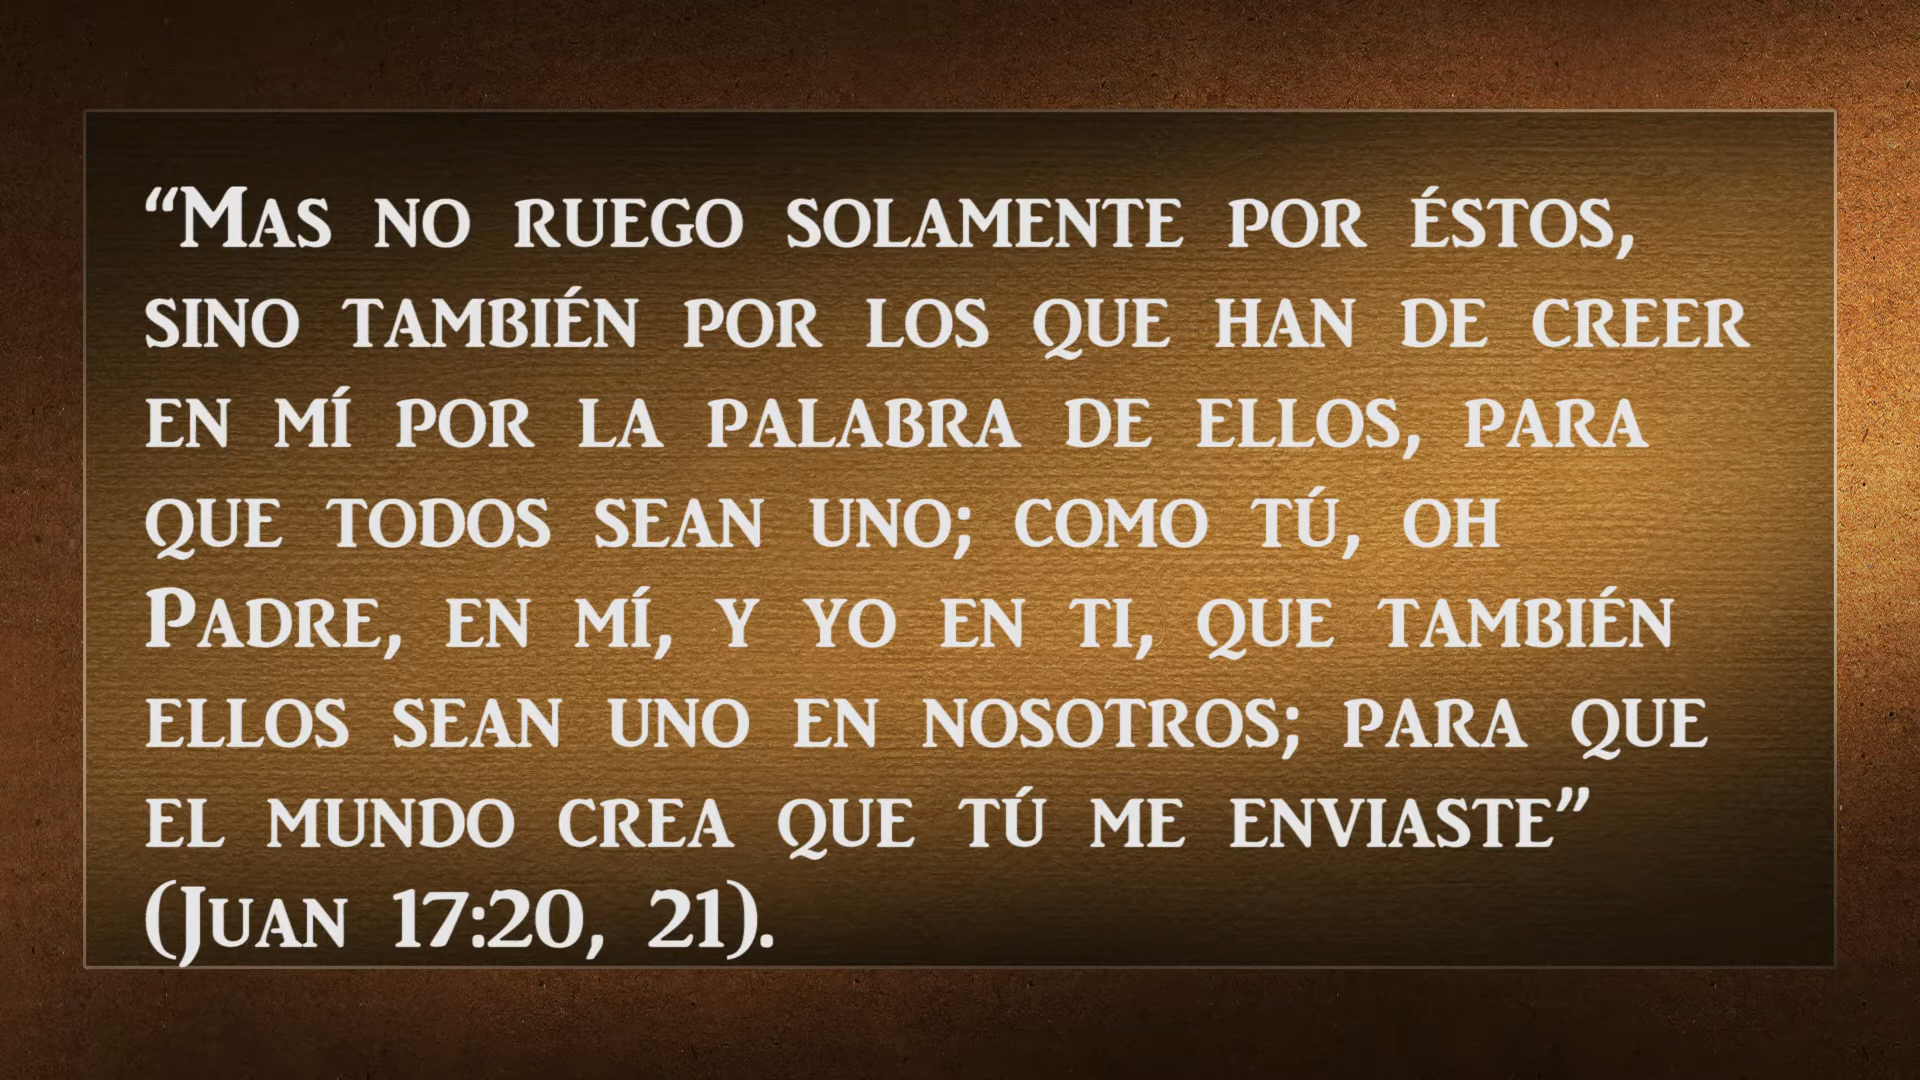 “Mas no ruego solamente por éstos,
sino también por los que han de creer
en mí por la palabra de ellos, para
que todos sean uno; como tú, oh
Padre, en mí, y yo en ti, que también
ellos sean uno en nosotros; para que
el mundo crea que tú me enviaste”
(Juan 17:20, 21).